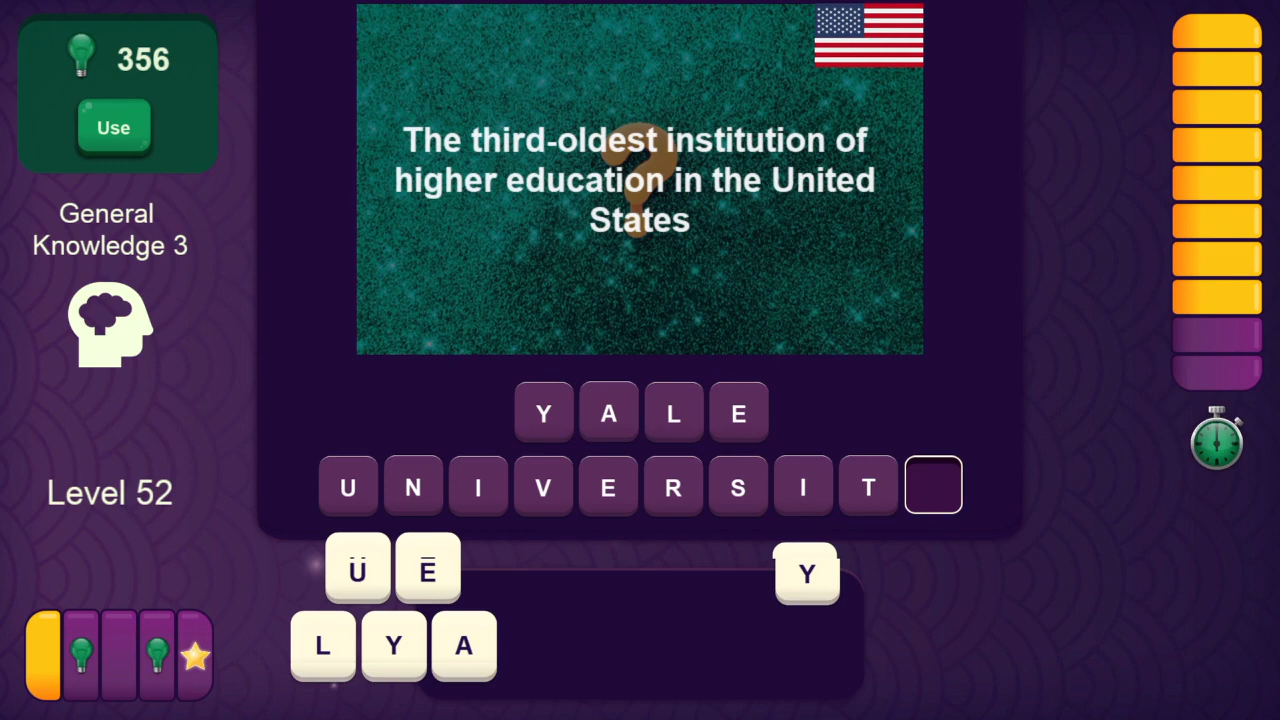 356
Use
General
Knowledge 3
Level 52
The third-oldest institution of
higher education in the United
States
?
Y A L E
U N I V E R S I T
Ü Ē Y
L Y A